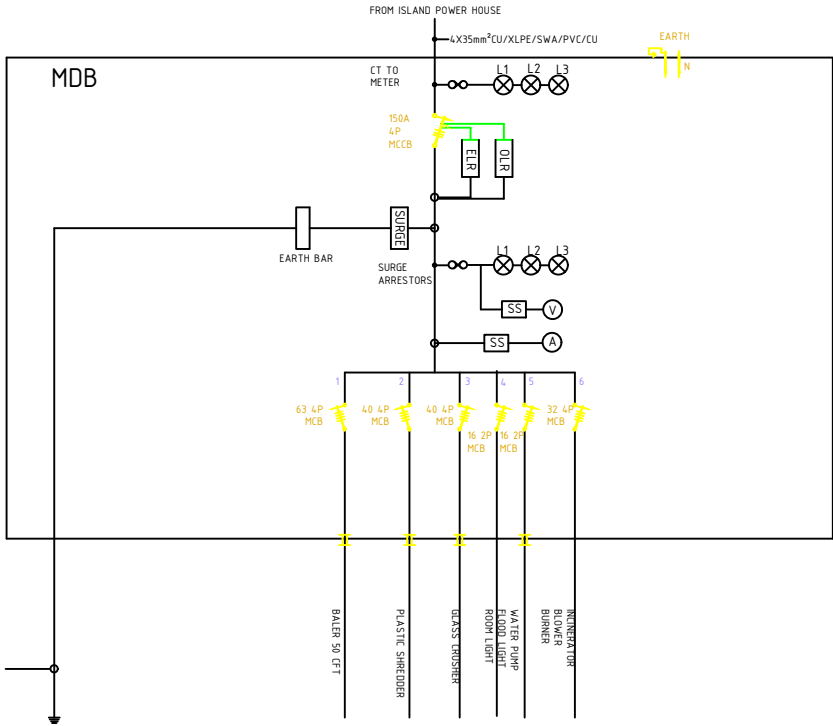 FROM ISLAND POWER HOUSE
4X35mm²CU/XLPE/SWA/PVC/CU
EARTH
N
MDB
CT TO
METER
L1 L2 L3
150A
4P
MCCB
ELR
OLR
SURGE
EARTH BAR
SURGE
ARRESTORS
L1 L2 L3
SS V
SS A
1 2 3 4 5 6
63 4P
MCB
40 4P
MCB
40 4P
MCB
16 2P
MCB
16 2P
MCB
32 4P
MCB
BALER 50 CFT
PLASTIC SHREDDER
GLASS CRUSHER
ROOM LIGHT
FLOOD LIGHT
WATER PUMP
BURNER
BLOWER
INCINERATOR